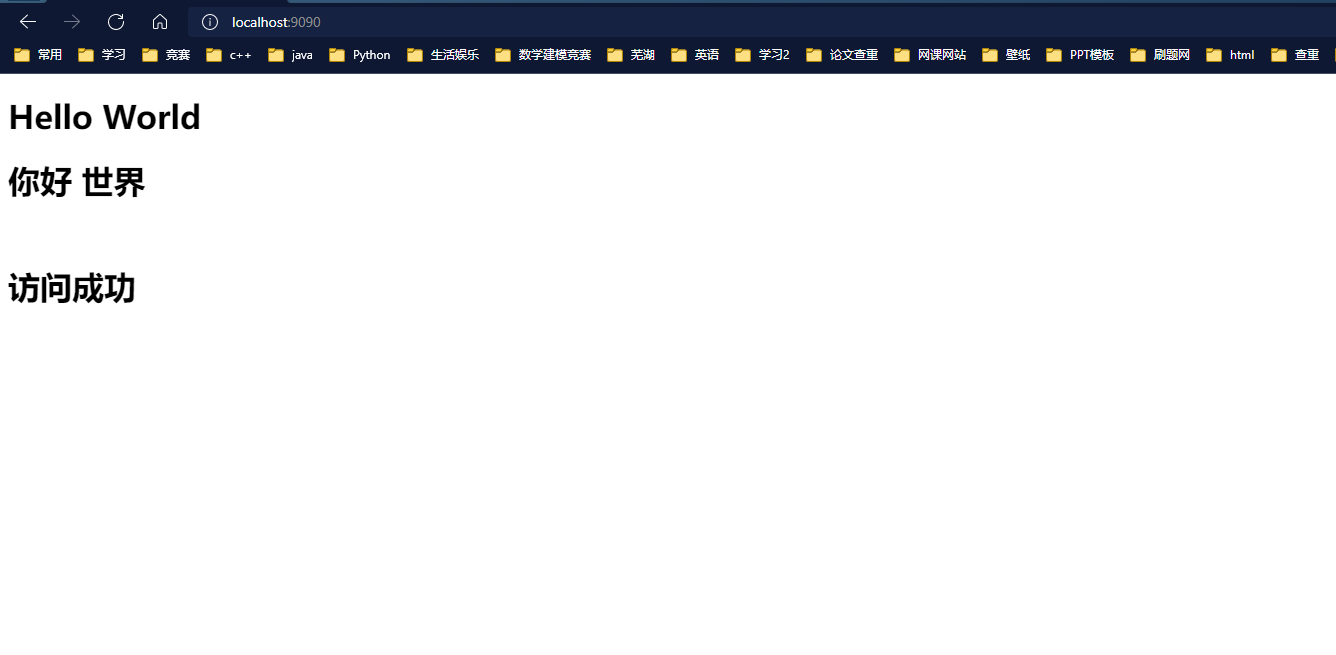 localhost:9090
常用 学习 竞赛 c++ java Python 生活娱乐 数学建模竞赛 芜湖 英语 学习2 论文查重 网课网站 壁纸 PPT模板 刷题网 html 查重
Hello World
你好 世界
访问成功